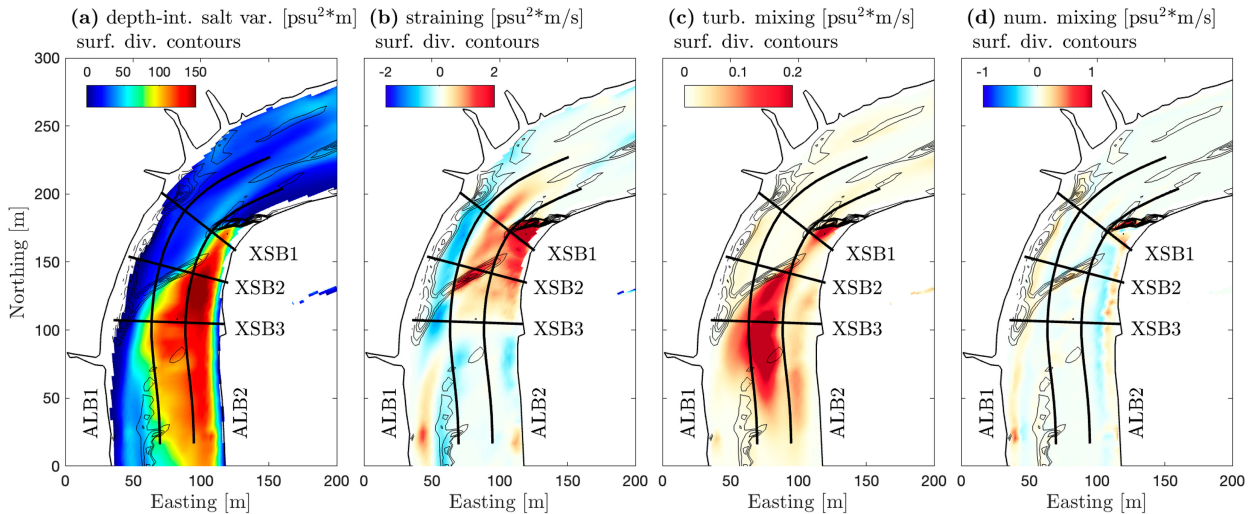 (a) depth-int. salt var. [psu²*m]
surf. div. contours
(b) straining [psu²*m/s]
surf. div. contours
(c) turb. mixing [psu²*m/s]
surf. div. contours
(d) num. mixing [psu²*m/s]
surf. div. contours
0 50 100 150
-2 0 2
0 0.1 0.2
-1 0 1
Northing [m]
300
250
200
150
100
50
0
XSB1
XSB2
XSB3
ALB1
ALB2
0 50 100 150 200
Easting [m]
XSB1
XSB2
XSB3
ALB1
ALB2
0 50 100 150 200
Easting [m]
XSB1
XSB2
XSB3
ALB1
ALB2
0 50 100 150 200
Easting [m]
XSB1
XSB2
XSB3
ALB1
ALB2
0 50 100 150 200
Easting [m]